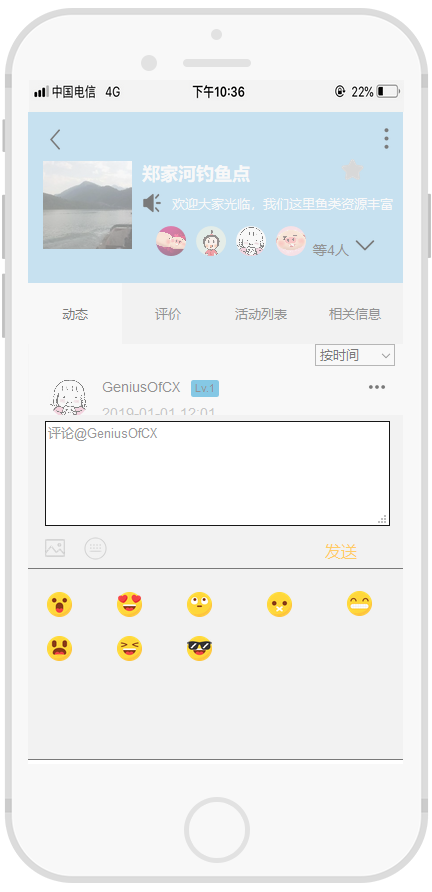 中国电信 4G 下午10:36 22%
郑家河钓鱼点
欢迎大家光临，我们这里鱼类资源丰富
等4人
动态 评价 活动列表 相关信息
按时间
GeniusOfCX Lv.1
2019-01-01 12:01
评论@GeniusOfCX
发送